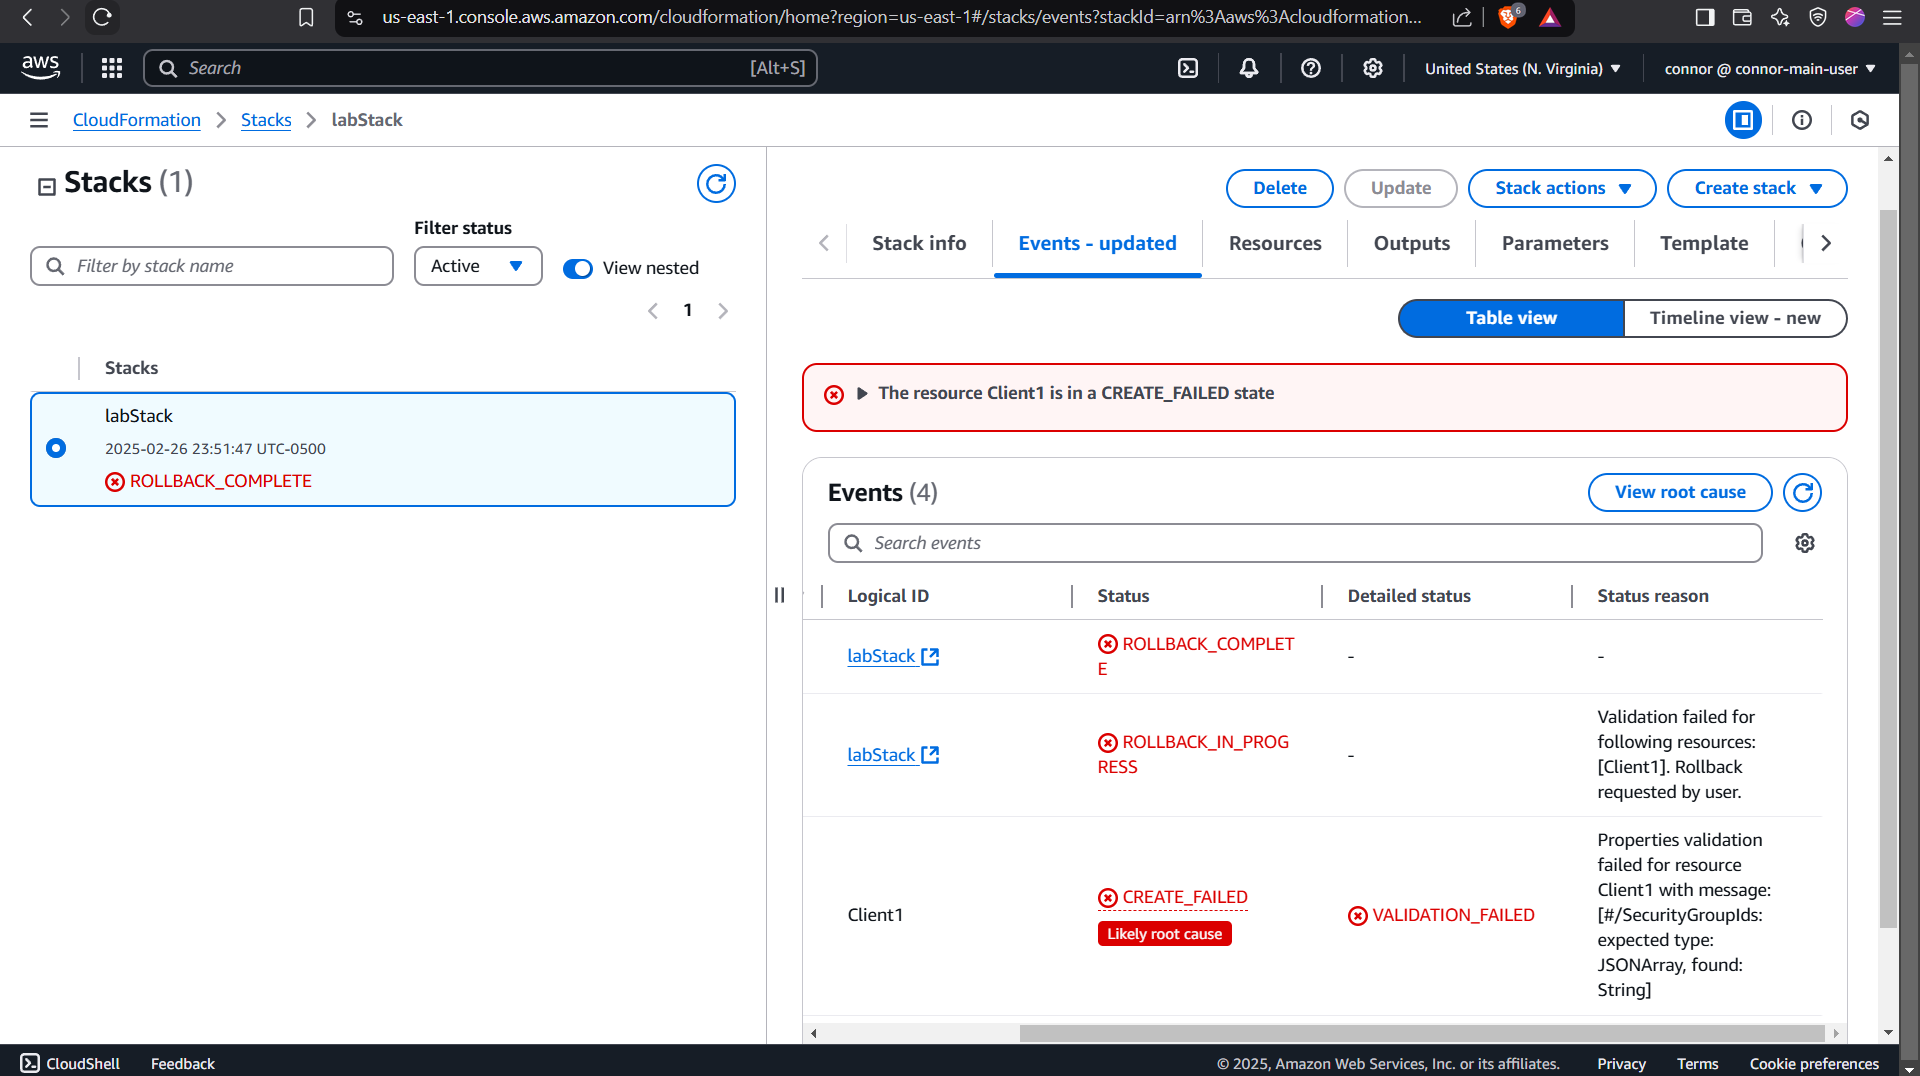 us-east-1.console.aws.amazon.com/cloudformation/home?region=us-east-1#/stacks/events?stackId=arn%3Aaws%3Acloudformation...
6
aws
Search
[Alt+S]
United States (N. Virginia)
connor @ connor-main-user
CloudFormation
Stacks
labStack
Stacks (1)
Filter status
Filter by stack name
Active
View nested
1
Stacks
labStack
2025-02-26 23:51:47 UTC-0500
ROLLBACK_COMPLETE
Delete
Update
Stack actions
Create stack
Stack info
Events - updated
Resources
Outputs
Parameters
Template
Table view
Timeline view - new
The resource Client1 is in a CREATE_FAILED state
Events (4)
View root cause
Search events
Logical ID
Status
Detailed status
Status reason
labStack
ROLLBACK_COMPLET
E
-
-
labStack
ROLLBACK_IN_PROG
RESS
-
Validation failed for
following resources:
[Client1]. Rollback
requested by user.
Client1
CREATE_FAILED
Likely root cause
VALIDATION_FAILED
Properties validation
failed for resource
Client1 with message:
[#/SecurityGroupIds:
expected type:
JSONArray, found:
String]
CloudShell
Feedback
© 2025, Amazon Web Services, Inc. or its affiliates.
Privacy
Terms
Cookie preferences